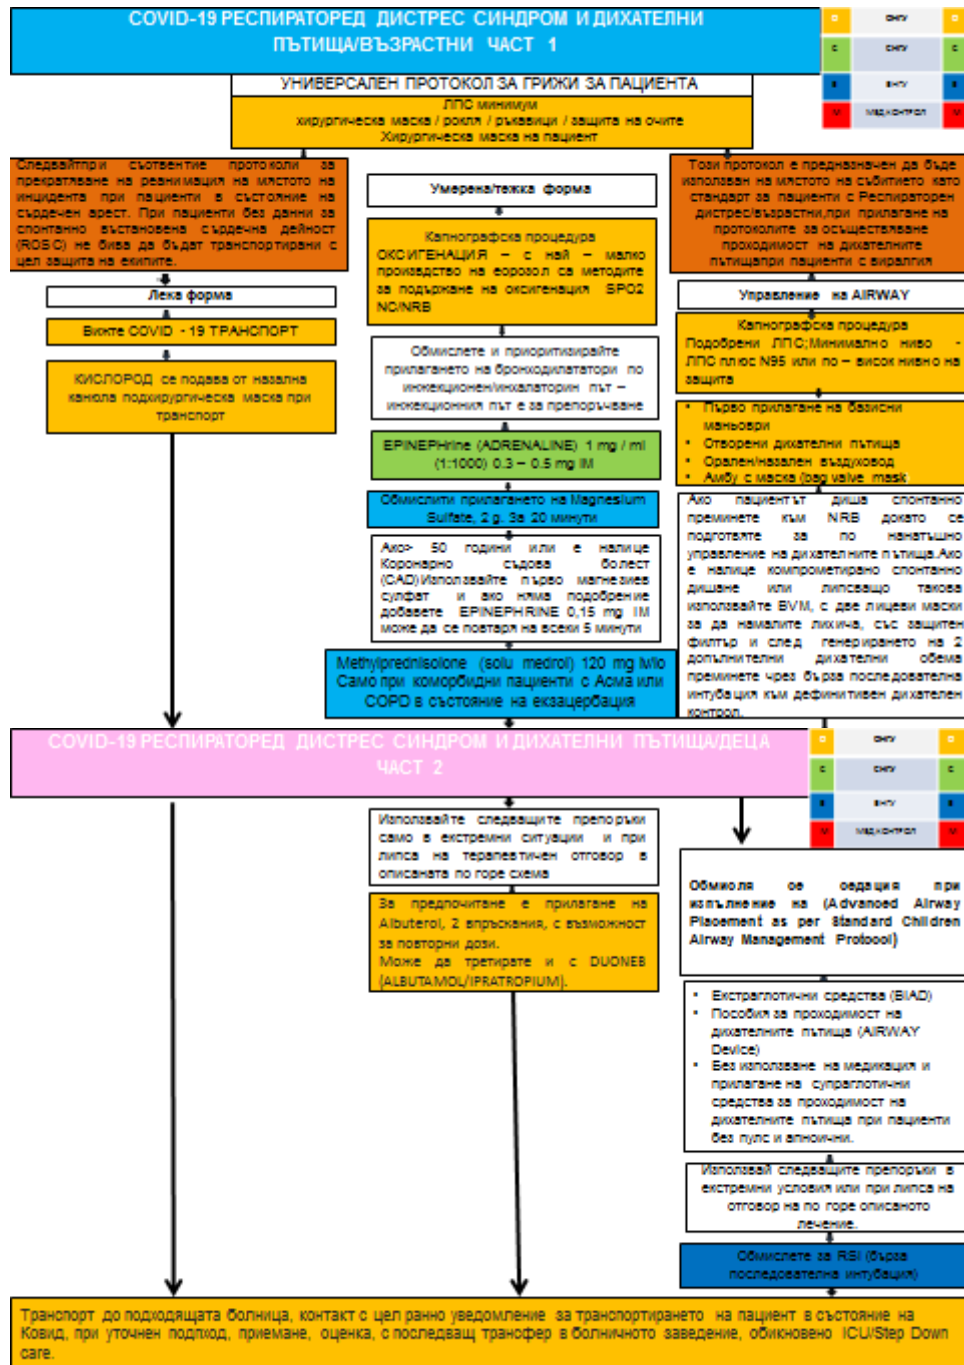 COVID-19 РЕСПИРАТОРЕД ДИСТРЕС СИНДРОМ И ДИХАТЕЛНИ
ПЪТИЩА/ВЪЗРАСТНИ ЧАСТ 1
МЕД.КОНТРОЛ
УНИВЕРСАЛЕН ПРОТОКОЛ ЗА ГРИЖИ ЗА ПАЦИЕНТА
ЛПС минимум
хирургическа маска / рокля / ръкавици / защита на очите
Хирургическа маска на пациент
Следвайтпри съотвентие протоколи за
прекратяване на реанимация на мястото на
инцидента при пациенти в състояние на
сърдечен арест. При пациенти без данни за
спонтанно възстановена сърдечна дейност
(ROSC) не бива да бъдат транспортирани с
цел защита на екипите.
Лека форма
Вижте COVID - 19 ТРАНСПОРТ
КИСЛОРОД се подава от назална
канюла подхирургическа маска при
транспорт
Умерена/тежка форма
Капнографска процедура
ОКСИГЕНАЦИЯ – с най – малко
производство на еорозол са методите
за подържане на оксигенация SPO2
NC/NRB
Обмислете и приоритизирайте
прилагането на бронходилататори по
инжекционен/инхалаторин път –
инжекционния път е за препоръчване
EPINEPHrine (ADRENALINE) 1 mg / ml
(1:1000) 0.3 – 0.5 mg IM
Обмислити прилагането на Magnesium
Sulfate, 2 g. За 20 минути
Ако> 50 години или е налице
Коронарно съдова болест
(CAD)Използвайте първо магнезиев
сулфат и ако няма подобрение
добавете EPINEPHRINE 0,15 mg IM
може да се повтаря на всеки 5 минути
Methylprednisolone (solu medrol) 120 mg iv/io
Само при коморбидни пациенти с Асма или
COPD в състояние на екзацербация
Този протокол е предназначен да бъде
използван на мястото на събитието като
стандарт за пациенти с Респираторен
дистрес/възрастни,при прилагане на
протоколите за осъществяване
проходимост на дихателните
пътищапри пациенти с виралгия
Управление на AIRWAY
Капнографска процедура
Подобрени ЛПС;Минимално ниво -
ЛПС плюс N95 или по – висок нивно на
защита
• Първо прилагане на базисни
маньоври
• Отворени дихателни пътища
• Орален/назален въздуховод
• Амбу с маска (bag valve mask
Ако пациентът диша спонтанно
преминете към NRB докато се
подготвяте за по нанатъшно
управление на дихателните пътища.Ако
е налице компрометирано спонтанно
дишане или липсващо такова
използвайте BVM, с две лицеви маски
за да намалите лихича, със защитен
филтър и след генерирането на 2
допълнителни дихателни обема
преминете чрез бърза последователна
интубация към дефинитивен дихателен
контрол.
COVID-19 РЕСПИРАТОРЕД ДИСТРЕС СИНДРОМ И ДИХАТЕЛНИ ПЪТИЩА/ДЕЦА
ЧАСТ 2
МЕД.КОНТРОЛ
Използвайте следващите препоръки
само в екстремни ситуации и при
липса на терапевтичен отговор в
описаната по горе схема
За предпочитане е прилагане на
Albuterol, 2 впръскания, с възможност
за повторни дози.
Може да третирате и с DUONEB
(ALBUTAMOL/IPRATROPIUM).
Обмисля се седация при
изпълнение на (Advanced Airway
Placement as per Standard Children
Airway Management Protocol)
• Екстраглотични средства (BIAD)
• Пособия за проходимост на
дихателните пътища (AIRWAY
Device)
• Без използване на медикация и
прилагане на супраглотични
средства за проходимост на
дихателните пътища при пациенти
без пулс и апноични.
Използвай следващите препоръки в
екстремни условия или при липса на
отговор на по горе описаното
лечение.
Обмислете за RSI (бърза
последователна интубация)
Транспорт до подходящата болница, контакт с цел ранно уведомление за транспортирането на пациент в състояние на
Ковид, при уточнен подпход, приемане, оценка, с последващ трансфер в болничното заведение, обикновено ICU/Step Down
care.